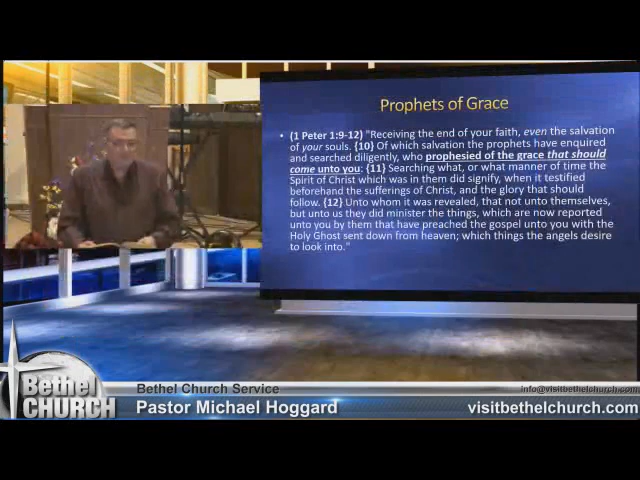 Prophets of Grace
• (1 Peter 1:9-12) "Receiving the end of your faith, even the salvation
of your souls. {10} Of which salvation the prophets have enquired
and searched diligently, who prophesied of the grace that should
come unto you: {11} Searching what, or what manner of time the
Spirit of Christ which was in them did signify, when it testified
beforehand the sufferings of Christ, and the glory that should
follow. {12} Unto whom it was revealed, that not unto themselves,
but unto us they did minister the things, which are now reported
unto you by them that have preached the gospel unto you with the
Holy Ghost sent down from heaven; which things the angels desire
to look into."
Bethel
CHURCH
Bethel Church Service
info@visitbethelchurch.com
Pastor Michael Hoggard
visitbethelchurch.com